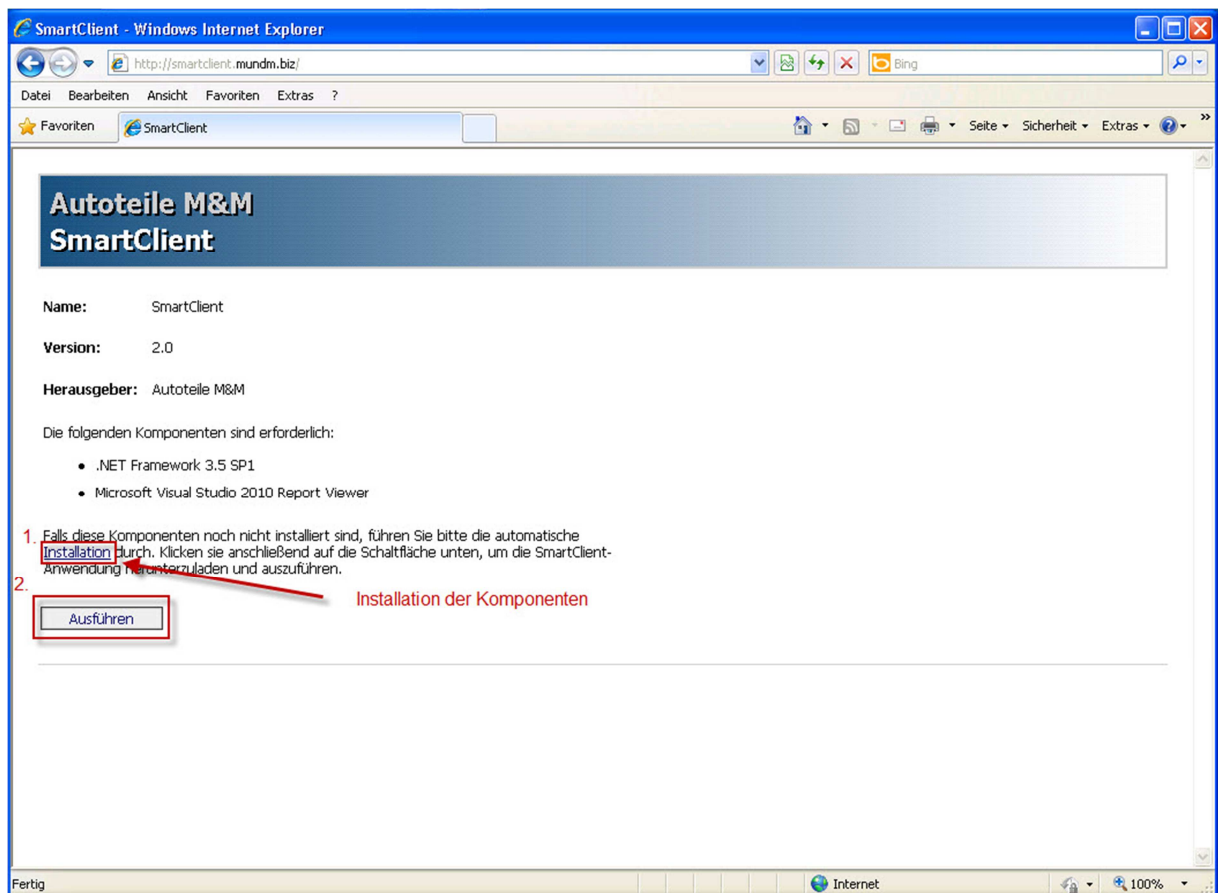 SmartClient - Windows Internet Explorer
http://smartclient.mundm.biz/
Bing
Datei Bearbeiten Ansicht Favoriten Extras ?
Favoriten
SmartClient
Seite Sicherheit Extras
Autoteile M&M
SmartClient
Name: SmartClient
Version: 2.0
Herausgeber: Autoteile M&M
Die folgenden Komponenten sind erforderlich:
• .NET Framework 3.5 SP1
• Microsoft Visual Studio 2010 Report Viewer
1. Falls diese Komponenten noch nicht installiert sind, führen Sie bitte die automatische
Installation durch. Klicken sie anschließend auf die Schaltfläche unten, um die SmartClient-
Anwendung herunterzuladen und auszuführen.
2.
Installation der Komponenten
Ausführen
Fertig
Internet
100%